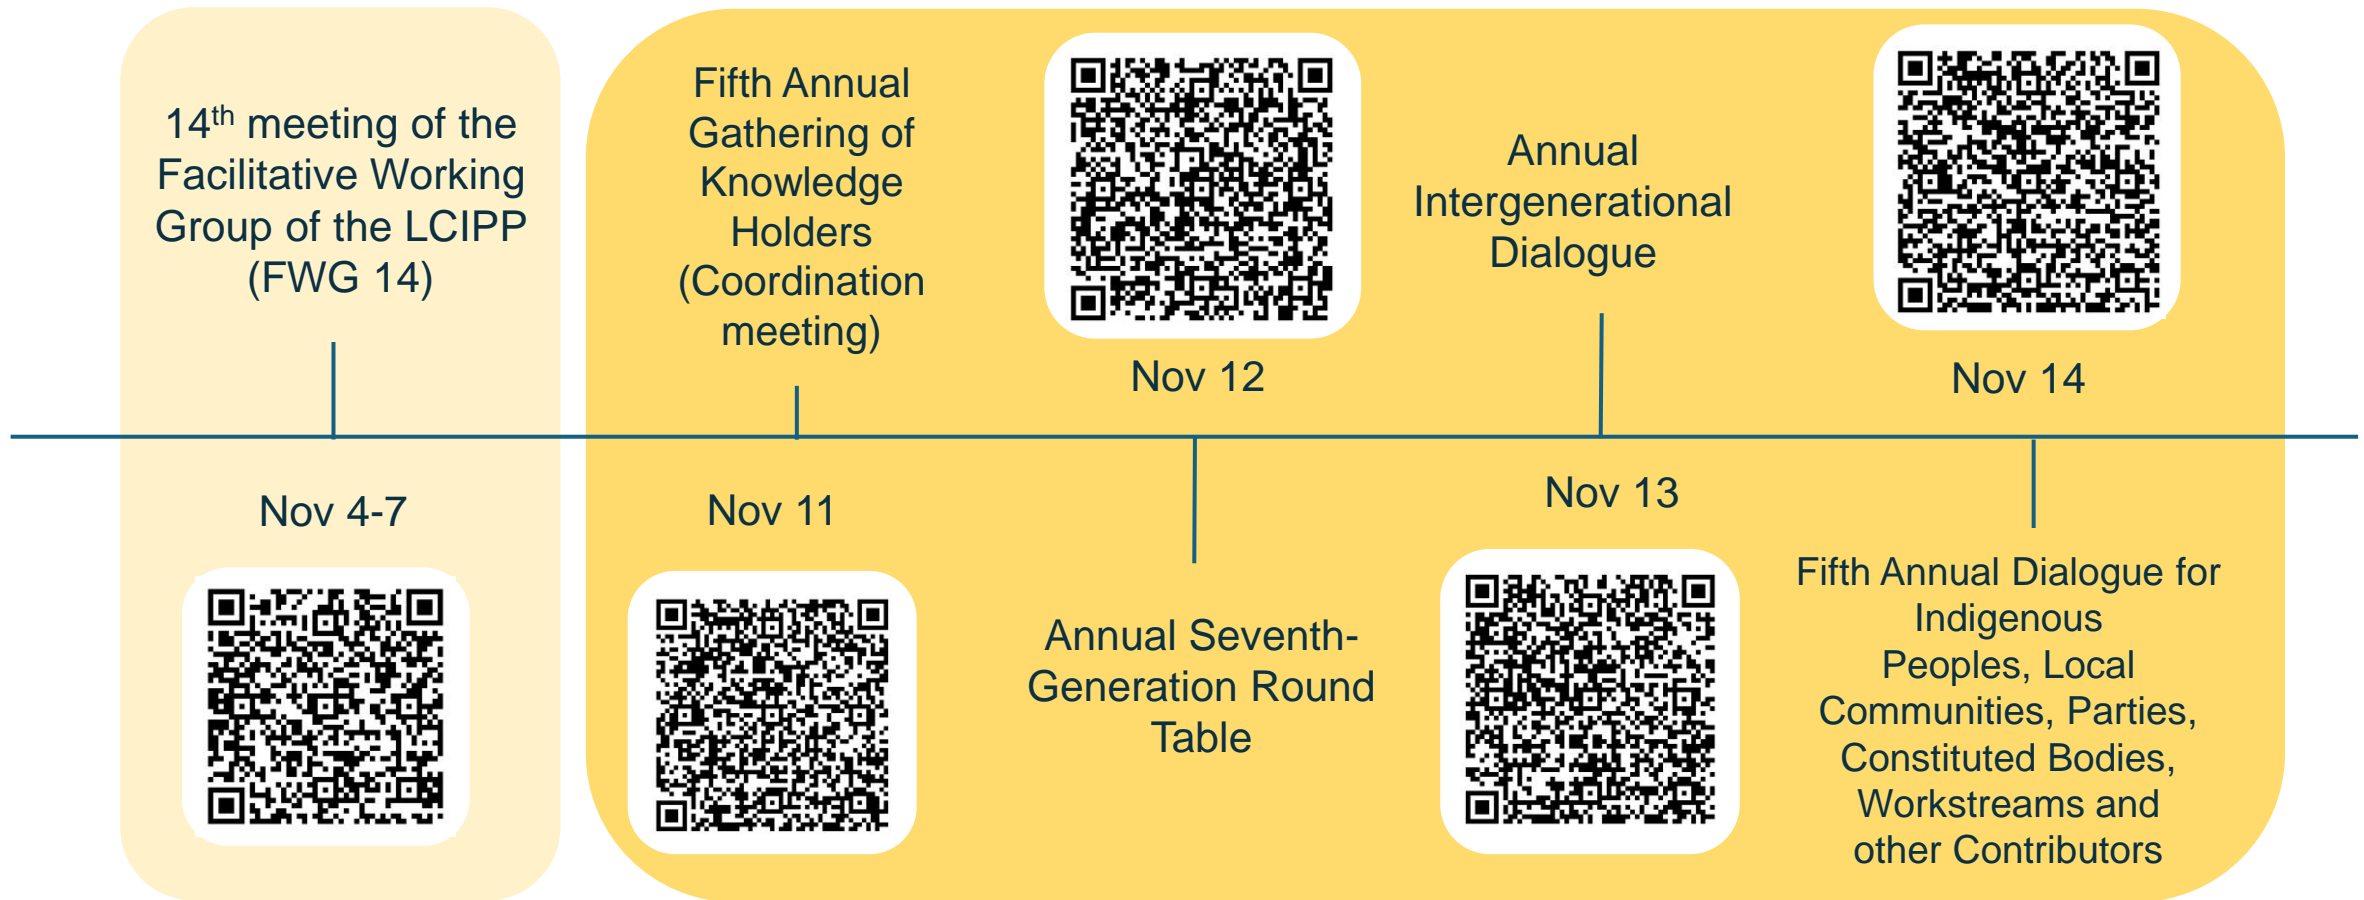 14th meeting of the
Facilitative Working
Group of the LCIPP
(FWG 14)
Nov 4-7
Fifth Annual
Gathering of
Knowledge
Holders
(Coordination
meeting)
Nov 11
Nov 12
Annual Seventh-
Generation Round
Table
Annual
Intergenerational
Dialogue
Nov 13
Nov 14
Fifth Annual Dialogue for
Indigenous
Peoples, Local
Communities, Parties,
Constituted Bodies,
Workstreams and
other Contributors